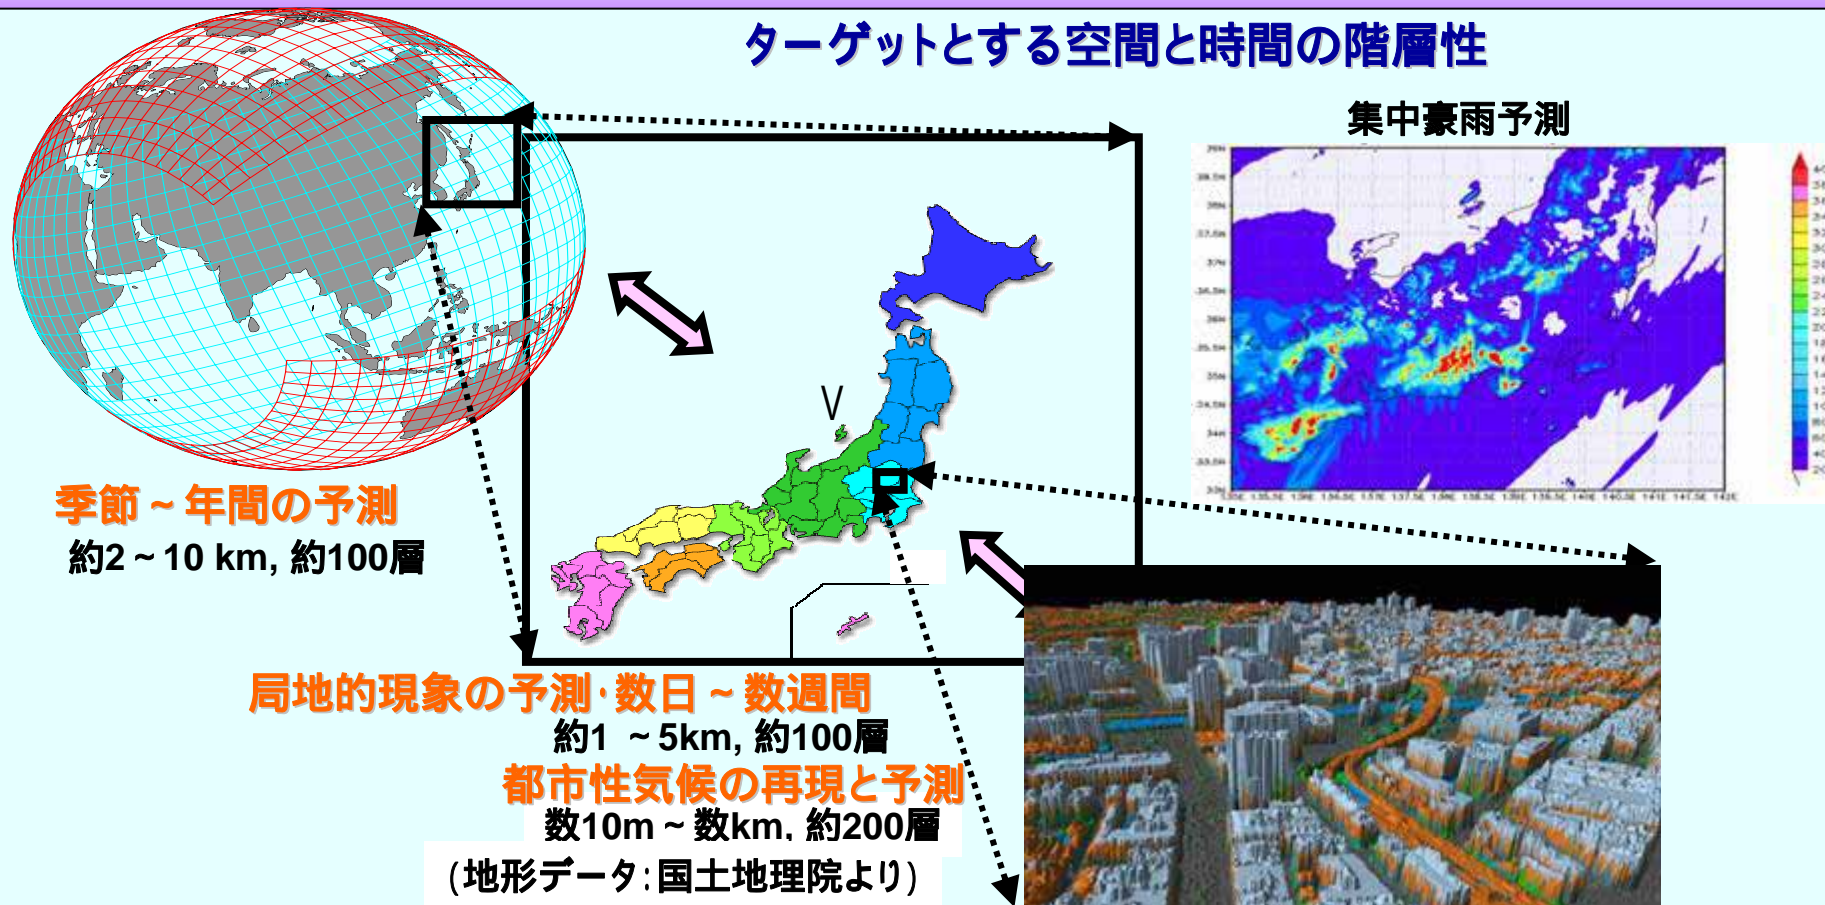 ターゲットとする空間と時間の階層性
集中豪雨予測
V
季節～年間の予測
約2～10 km, 約100層
局地的現象の予測・数日～数週間
約1 ～5km, 約100層
都市性気候の再現と予測
数10m～数km, 約200層
(地形データ:国土地理院より)